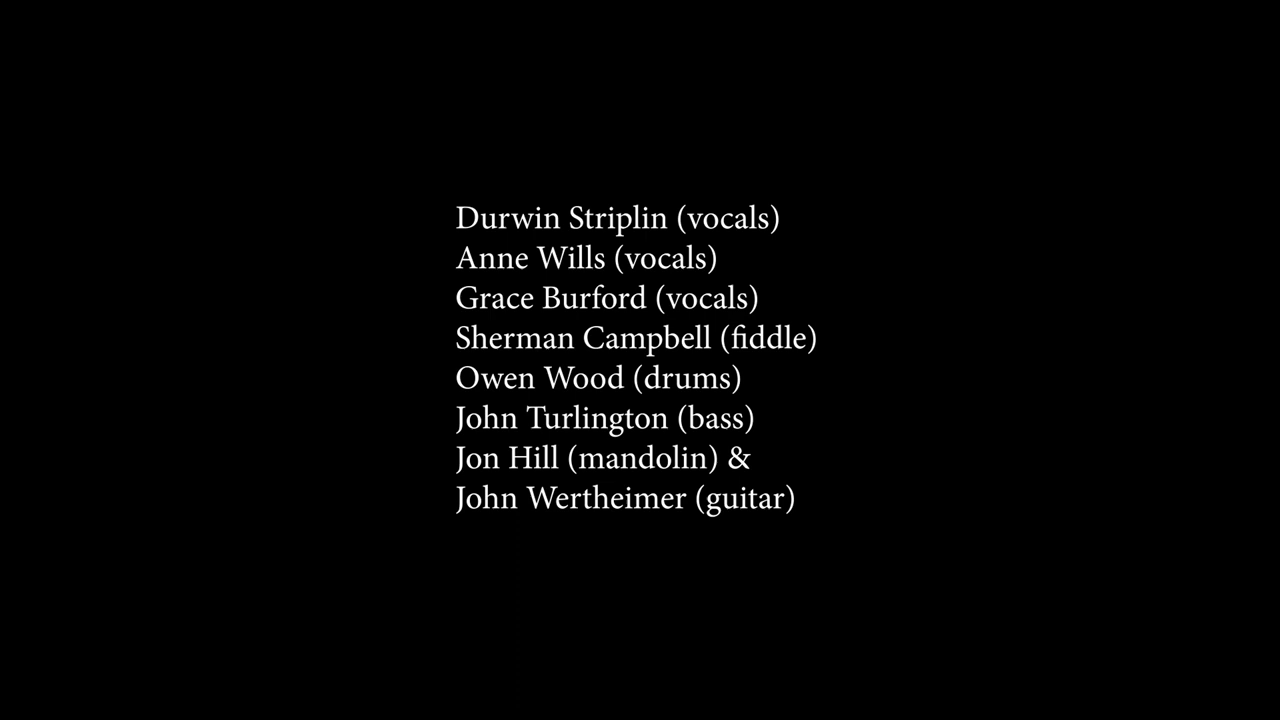 Durwin Striplin (vocals)
Anne Wills (vocals)
Grace Burford (vocals)
Sherman Campbell (fiddle)
Owen Wood (drums)
John Turlington (bass)
Jon Hill (mandolin) &
John Wertheimer (guitar)